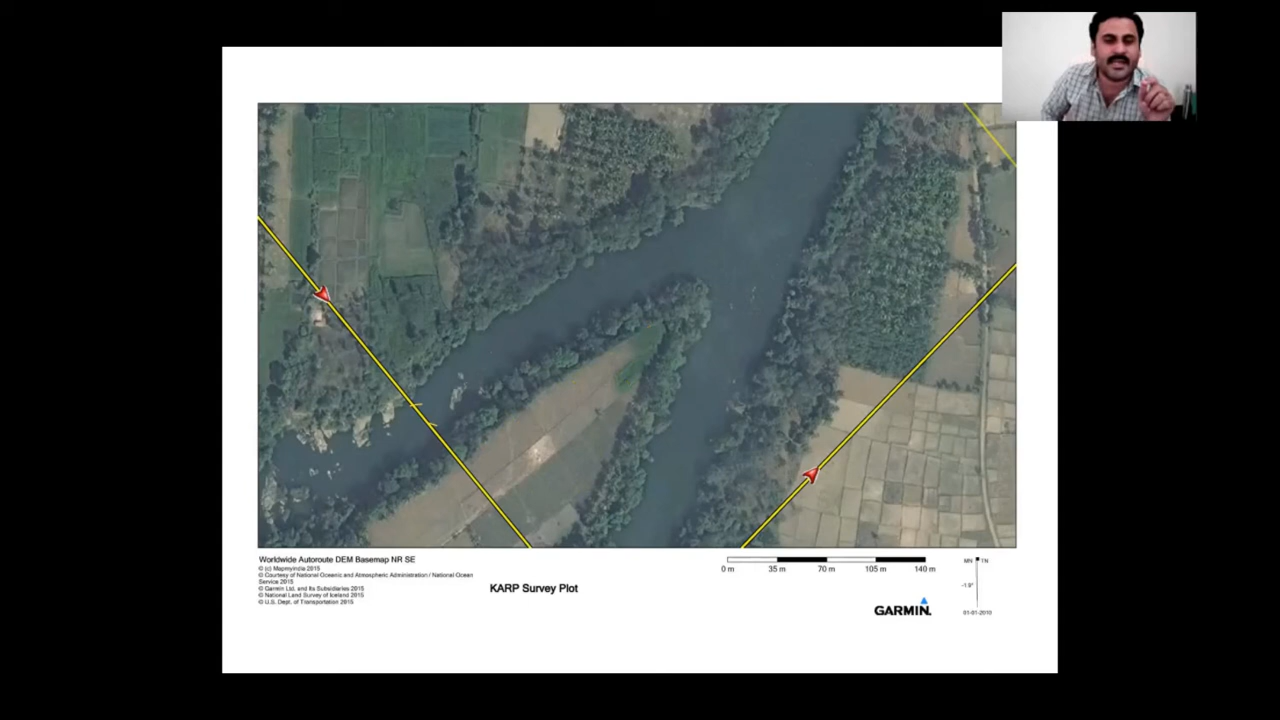 Worldwide Autoroute DEM Basemap NR SE
© (c) Mapmyindia 2015
© Courtesy of National Oceanic and Atmospheric Administration / National Ocean
Service 2015
© Garmin Ltd. and Its Subsidiaries 2015
© National Land Survey of Iceland 2015
© U.S. Dept. of Transportation 2015
KARP Survey Plot
0 m 35 m 70 m 105 m 140 m
GARMIN.
MN TN
-1.9°
01-01-2010